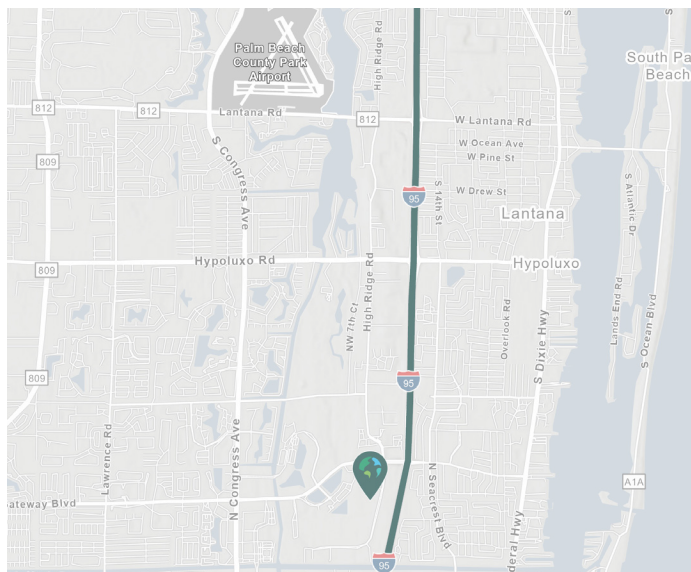 S
S
High Ridge Rd
Palm Beach
County Park
Airport
South Pa
Beach
812
812
Lantana Rd
812
W Lantana Rd
S Congress Ave
W Ocean Ave
W Pine St
809
S Atlantic Dr
95
S 14th St
W Drew St
Lantana
Hypoluxo Rd
Hypoluxo
809
High Ridge Rd
NW 7th Ct
Overlook Rd
S Dixie Hwy
Lands End Rd
S Ocean Blvd
809
95
Lawrence Rd
N Congress Ave
N Seacrest Blvd
A1A
ateway Blvd
deral Hwy
95